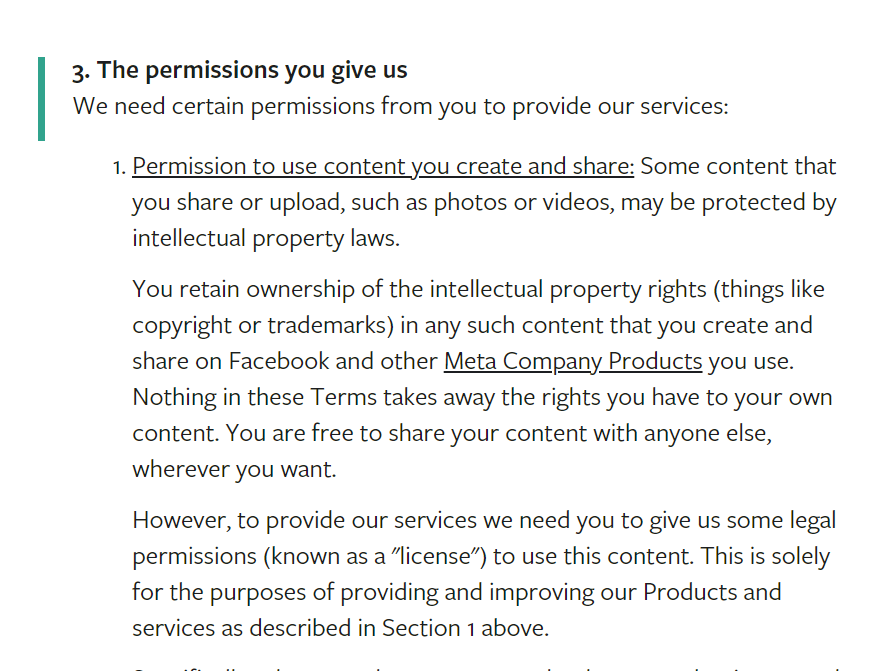 3. The permissions you give us
We need certain permissions from you to provide our services:
1. Permission to use content you create and share: Some content that
you share or upload, such as photos or videos, may be protected by
intellectual property laws.
You retain ownership of the intellectual property rights (things like
copyright or trademarks) in any such content that you create and
share on Facebook and other Meta Company Products you use.
Nothing in these Terms takes away the rights you have to your own
content. You are free to share your content with anyone else,
wherever you want.
However, to provide our services we need you to give us some legal
permissions (known as a "license") to use this content. This is solely
for the purposes of providing and improving our Products and
services as described in Section 1 above.